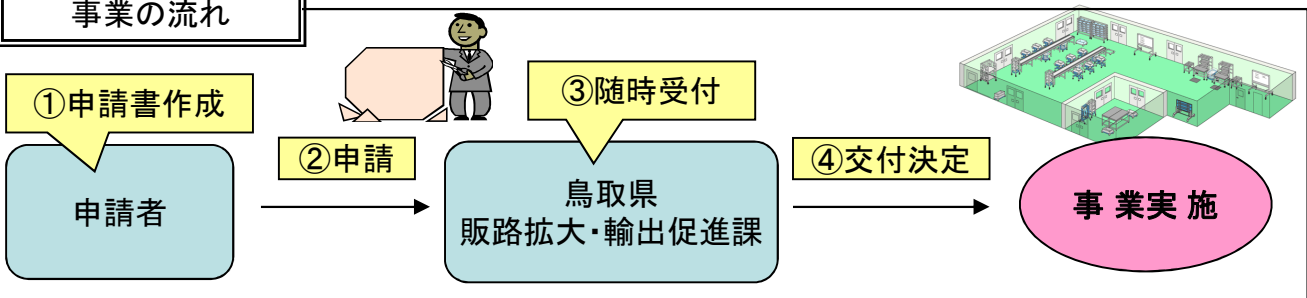 事業の流れ
①申請書作成
申請者
②申請
③随時受付
鳥取県
販路拡大・輸出促進課
④交付決定
事 業実 施